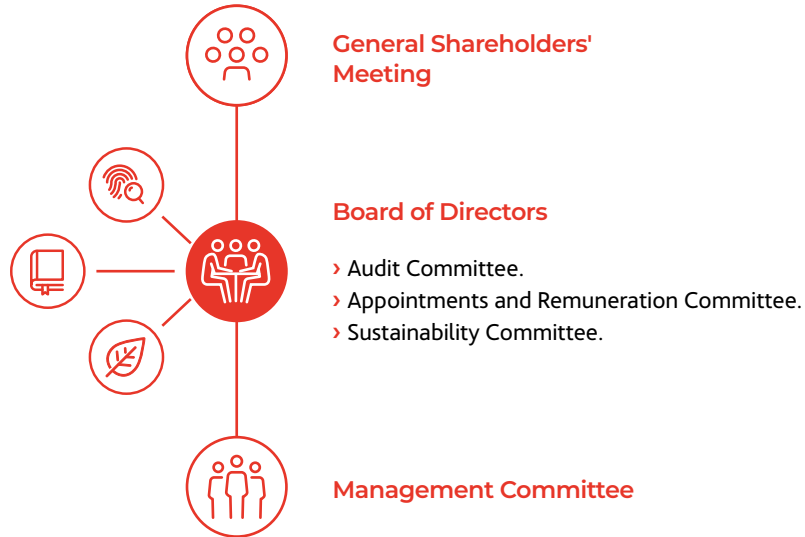 General Shareholders'
Meeting
Board of Directors
› Audit Committee.
› Appointments and Remuneration Committee.
› Sustainability Committee.
Management Committee